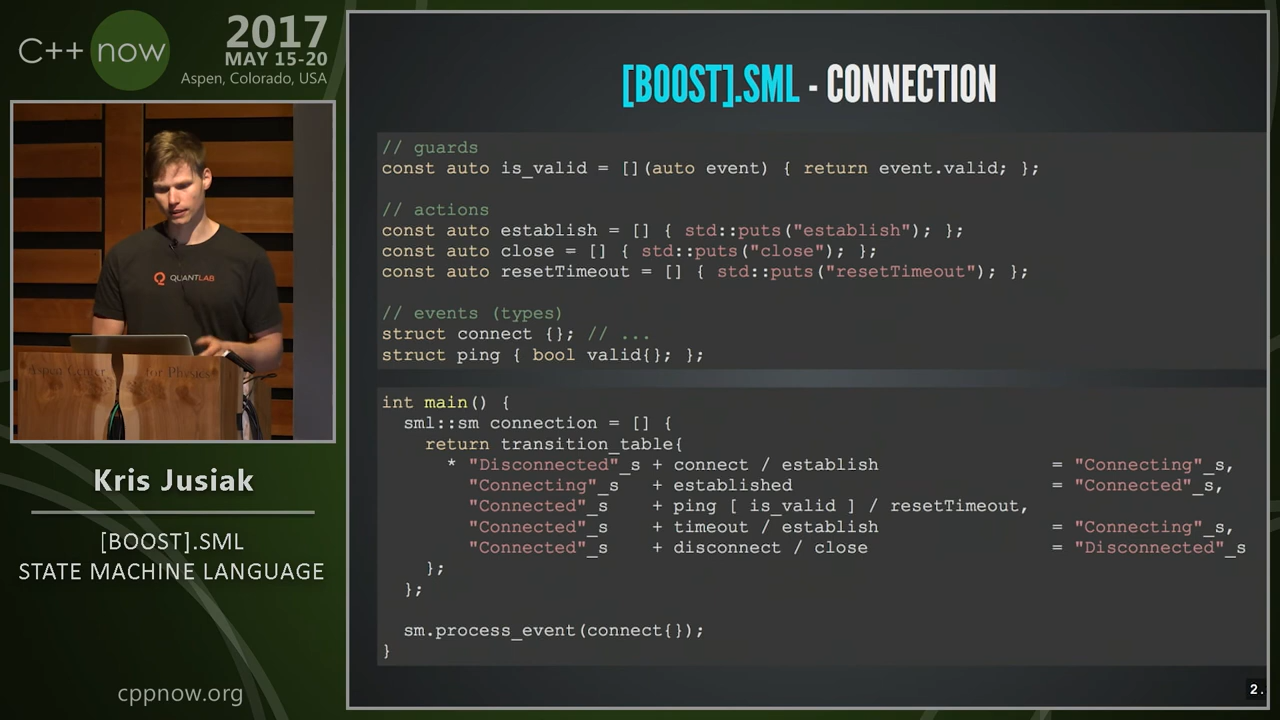 C++ now
2017
MAY 15-20
Aspen, Colorado, USA
QUANTLAB
Aspen Center for Physics
Kris Jusiak
[BOOST].SML
STATE MACHINE LANGUAGE
cppnow.org
[BOOST].SML - CONNECTION
// guards
const auto is_valid = [](auto event) { return event.valid; };
// actions
const auto establish = [] { std::puts("establish"); };
const auto close = [] { std::puts("close"); };
const auto resetTimeout = [] { std::puts("resetTimeout"); };
// events (types)
struct connect {}; // ...
struct ping { bool valid{}; };
int main() {
sml::sm connection = [] {
return transition_table{
* "Disconnected"_s + connect / establish = "Connecting"_s,
"Connecting"_s + established = "Connected"_s,
"Connected"_s + ping [ is_valid ] / resetTimeout,
"Connected"_s + timeout / establish = "Connecting"_s,
"Connected"_s + disconnect / close = "Disconnected"_s
};
};
sm.process_event(connect{});
}
2.